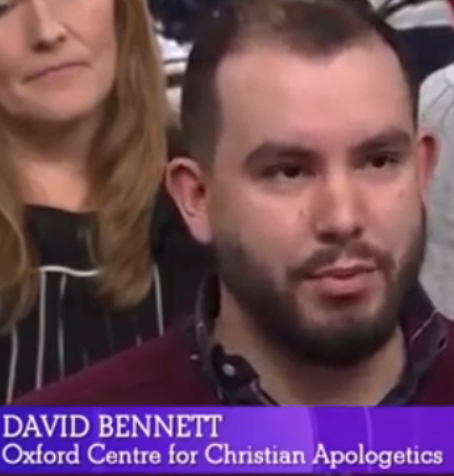 DAVID BENNETT
Oxford Centre for Christian Apologetics